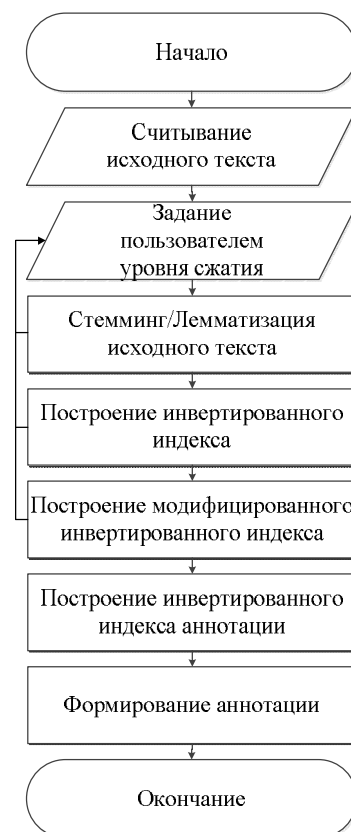 Начало
Считывание
исходного текста
Задание
пользователем
уровня сжатия
Стемминг/Лемматизация
исходного текста
Построение инвертированного
индекса
Построение модифицированного
инвертированного индекса
Построение инвертированного
индекса аннотации
Формирование аннотации
Окончание